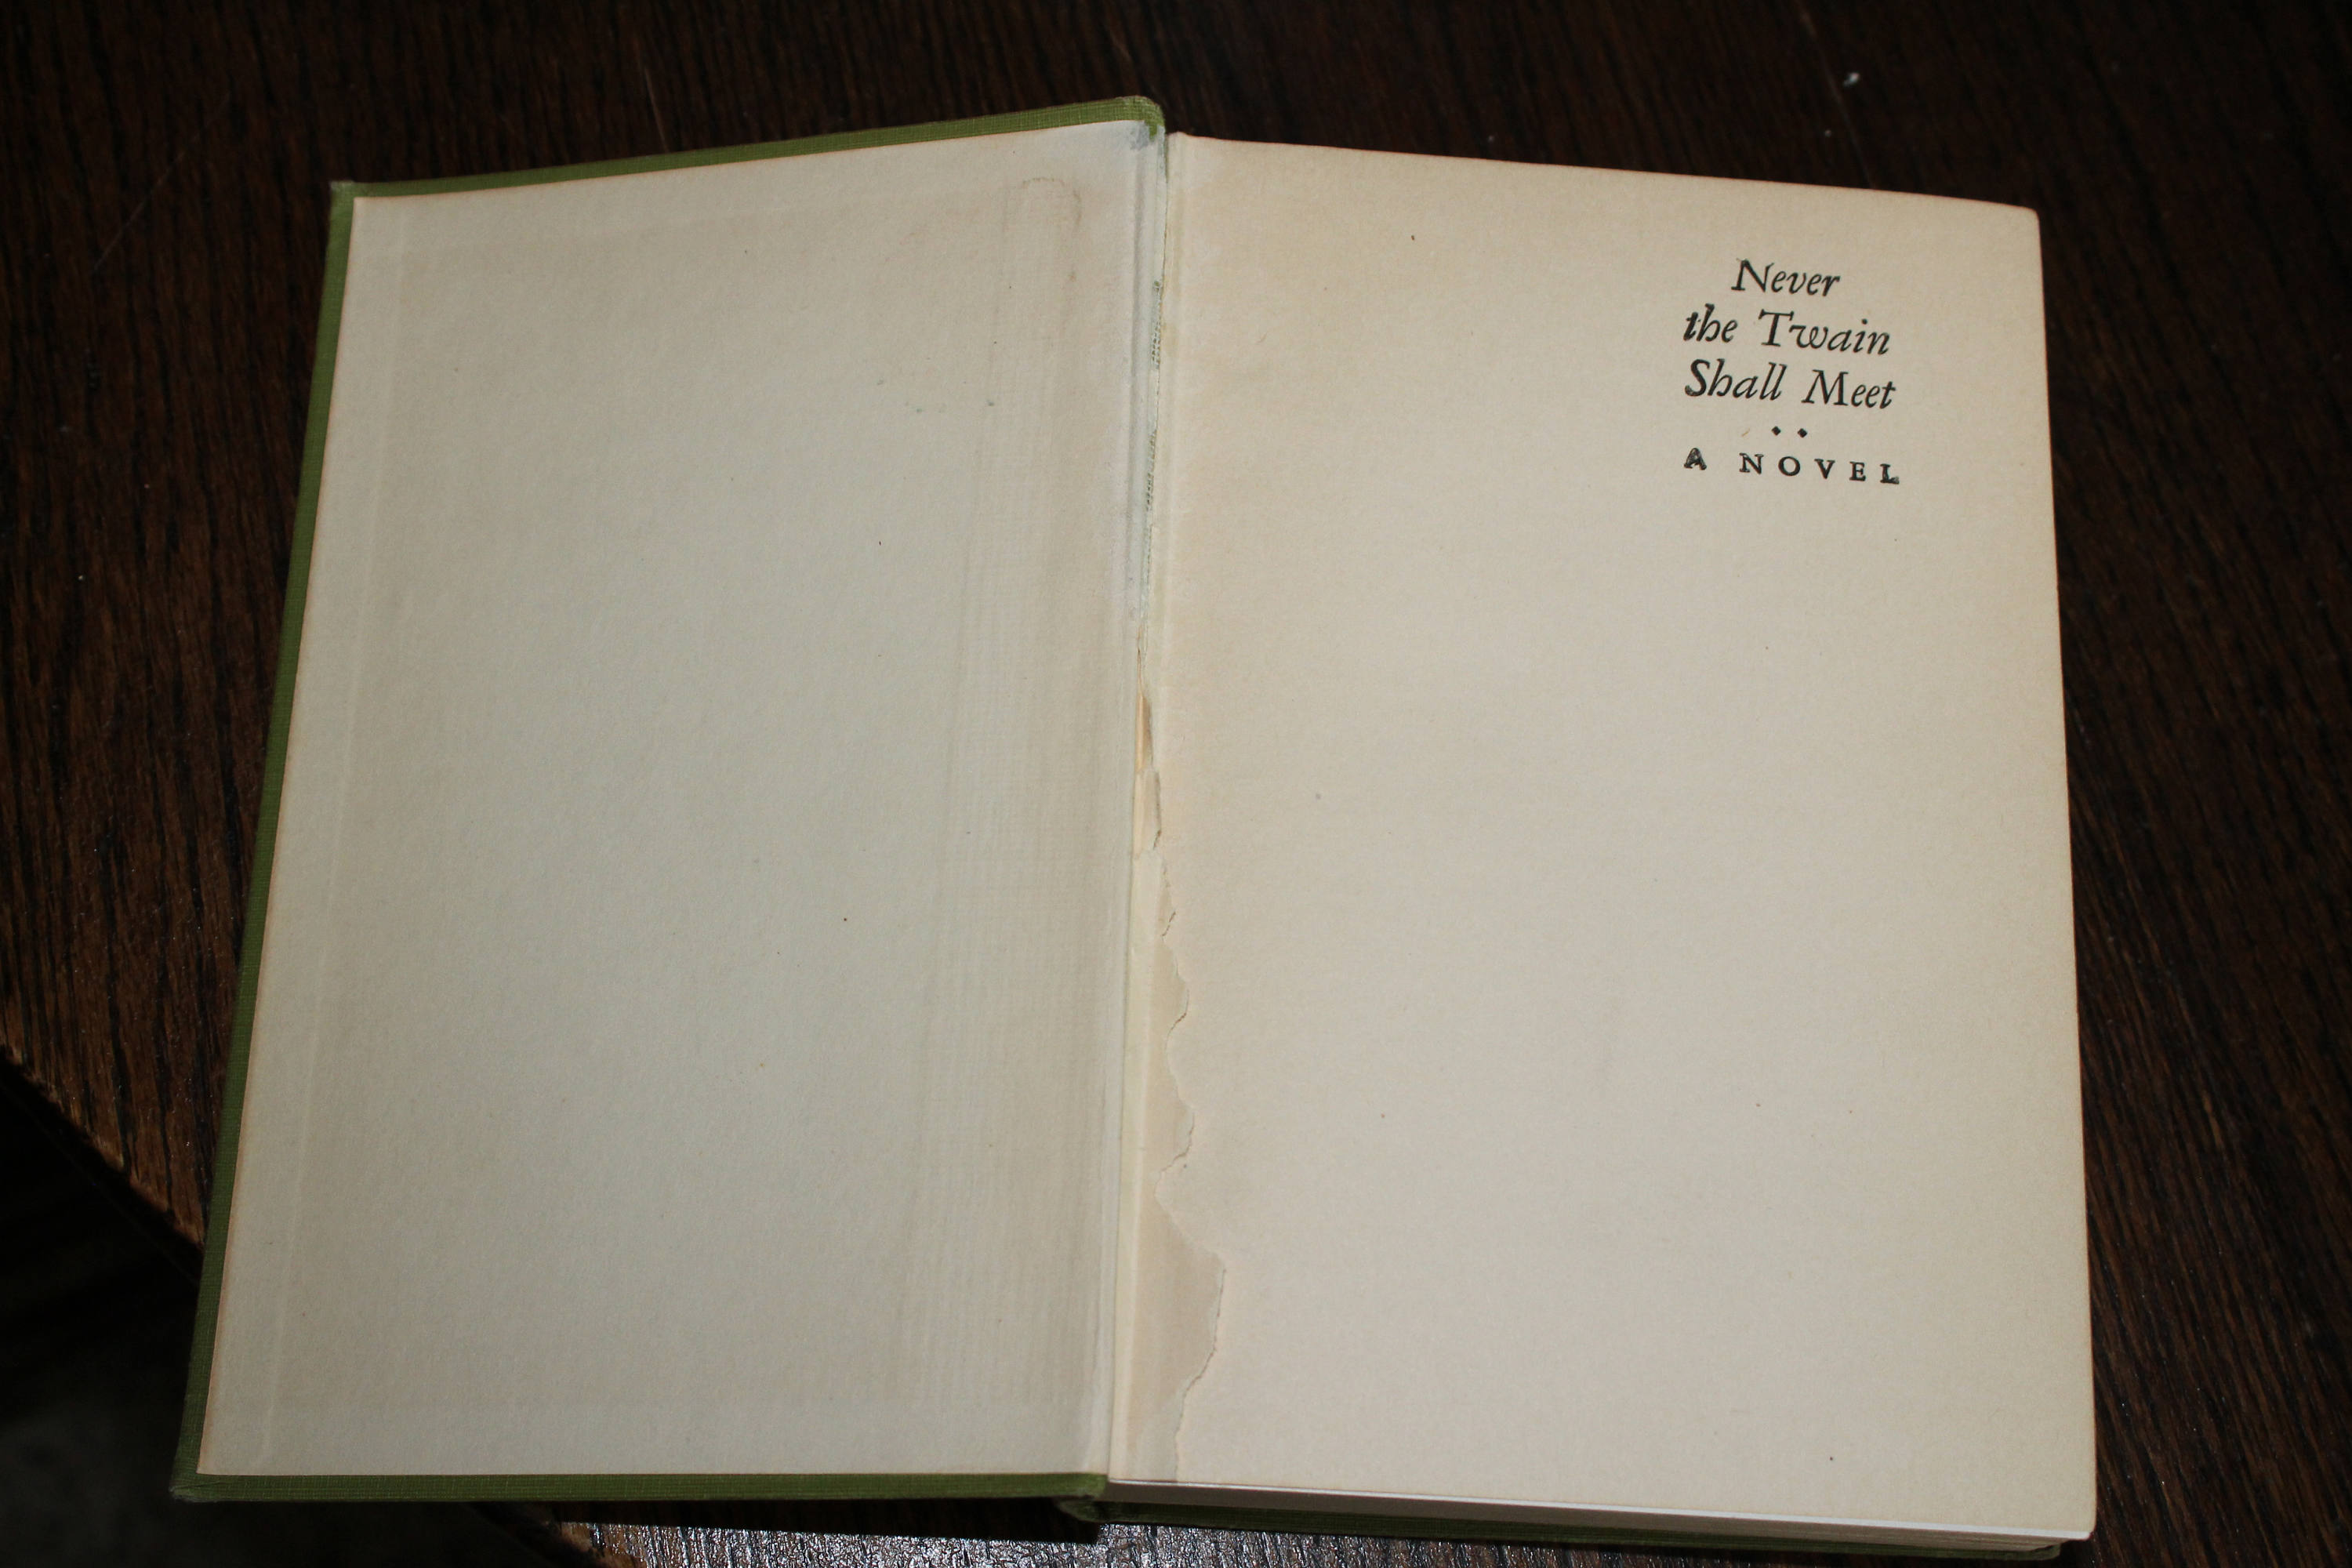 Never
the Twain
Shall Meet
A NOVEL